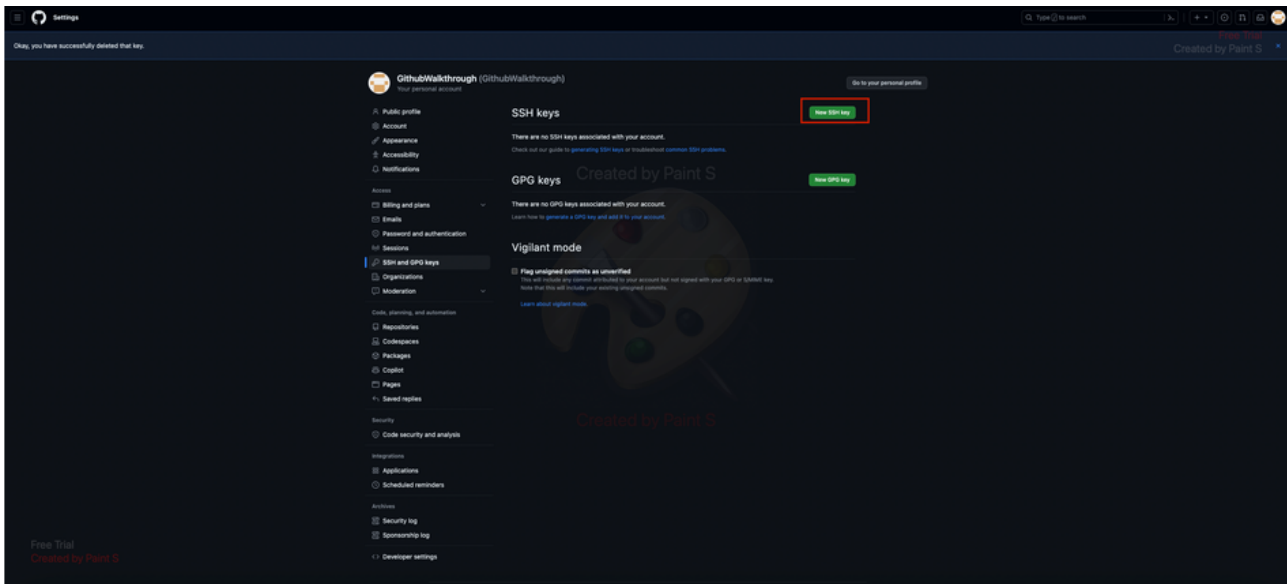 Settings
Type / to search
Okay, you have successfully deleted that key.
Free Trial
Created by Paint S
GithubWalkthrough (GithubWalkthrough)
Your personal account
Go to your personal profile
Public profile
Account
Appearance
Accessibility
Notifications
Access
Billing and plans
Emails
Password and authentication
Sessions
SSH and GPG keys
Organizations
Moderation
Code, planning, and automation
Repositories
Codespaces
Packages
Copilot
Pages
Saved replies
Security
Code security and analysis
Integrations
Applications
Scheduled reminders
Archives
Security log
Sponsorship log
Developer settings
SSH keys
New SSH key
There are no SSH keys associated with your account.
Check out our guide to generating SSH keys or troubleshoot common SSH problems.
Created by Paint S
GPG keys
New GPG key
There are no GPG keys associated with your account.
Learn how to generate a GPG key and add it to your account.
Vigilant mode
Flag unsigned commits as unverified
This will include any commit attributed to your account but not signed with your GPG or S/MIME key.
Note that this will include your existing unsigned commits.
Learn about vigilant mode.
Created by Paint S
Free Trial
Created by Paint S